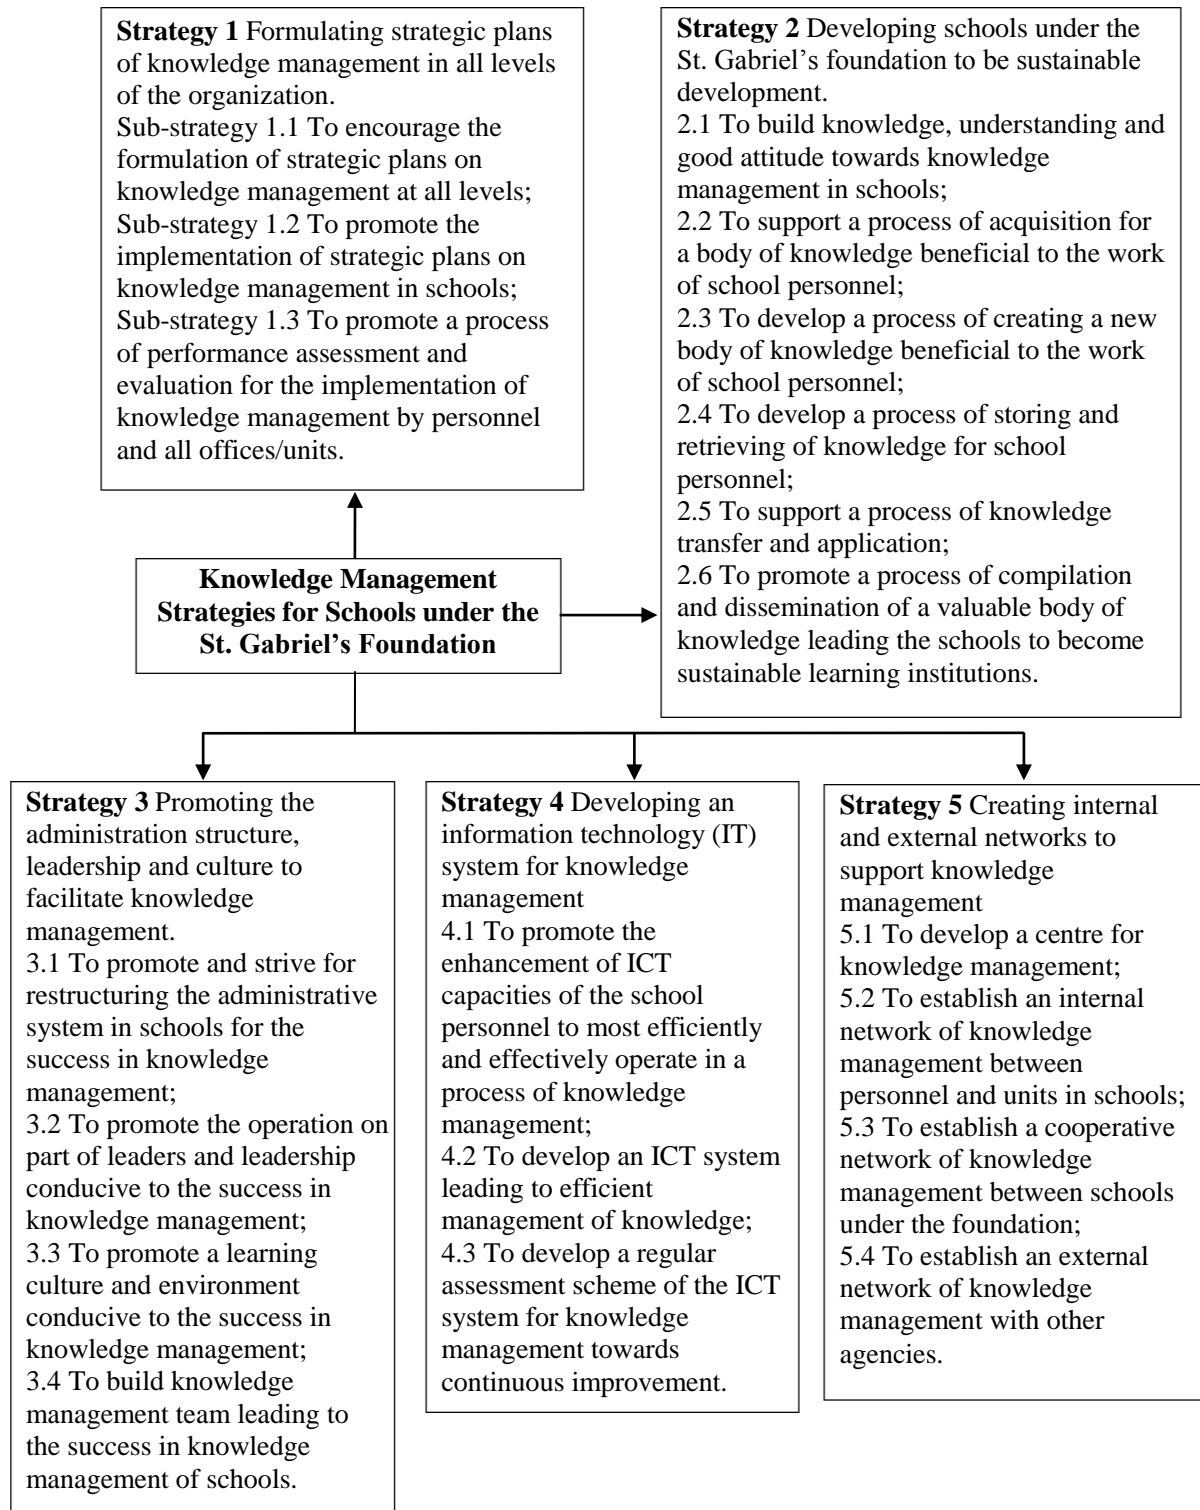 Strategy 1 Formulating strategic plans
of knowledge management in all levels
of the organization.
Sub-strategy 1.1 To encourage the
formulation of strategic plans on
knowledge management at all levels;
Sub-strategy 1.2 To promote the
implementation of strategic plans on
knowledge management in schools;
Sub-strategy 1.3 To promote a process
of performance assessment and
evaluation for the implementation of
knowledge management by personnel
and all offices/units.
Strategy 2 Developing schools under the
St. Gabriel’s foundation to be sustainable
development.
2.1 To build knowledge, understanding and
good attitude towards knowledge
management in schools;
2.2 To support a process of acquisition for
a body of knowledge beneficial to the work
of school personnel;
2.3 To develop a process of creating a new
body of knowledge beneficial to the work
of school personnel;
2.4 To develop a process of storing and
retrieving of knowledge for school
personnel;
2.5 To support a process of knowledge
transfer and application;
2.6 To promote a process of compilation
and dissemination of a valuable body of
knowledge leading the schools to become
sustainable learning institutions.
Knowledge Management
Strategies for Schools under the
St. Gabriel’s Foundation
Strategy 3 Promoting the
administration structure,
leadership and culture to
facilitate knowledge
management.
3.1 To promote and strive for
restructuring the administrative
system in schools for the
success in knowledge
management;
3.2 To promote the operation on
part of leaders and leadership
conducive to the success in
knowledge management;
3.3 To promote a learning
culture and environment
conducive to the success in
knowledge management;
3.4 To build knowledge
management team leading to
the success in knowledge
management of schools.
Strategy 4 Developing an
information technology (IT)
system for knowledge
management
4.1 To promote the
enhancement of ICT
capacities of the school
personnel to most efficiently
and effectively operate in a
process of knowledge
management;
4.2 To develop an ICT system
leading to efficient
management of knowledge;
4.3 To develop a regular
assessment scheme of the ICT
system for knowledge
management towards
continuous improvement.
Strategy 5 Creating internal
and external networks to
support knowledge
management
5.1 To develop a centre for
knowledge management;
5.2 To establish an internal
network of knowledge
management between
personnel and units in schools;
5.3 To establish a cooperative
network of knowledge
management between schools
under the foundation;
5.4 To establish an external
network of knowledge
management with other
agencies.